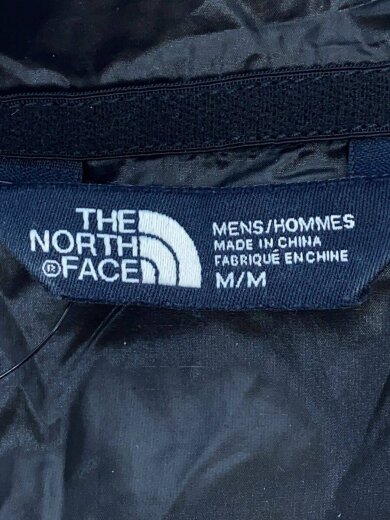 THE
NORTH
®FACE
MENS/HOMMES
MADE IN CHINA
FABRIQUÉ EN CHINE
M/M